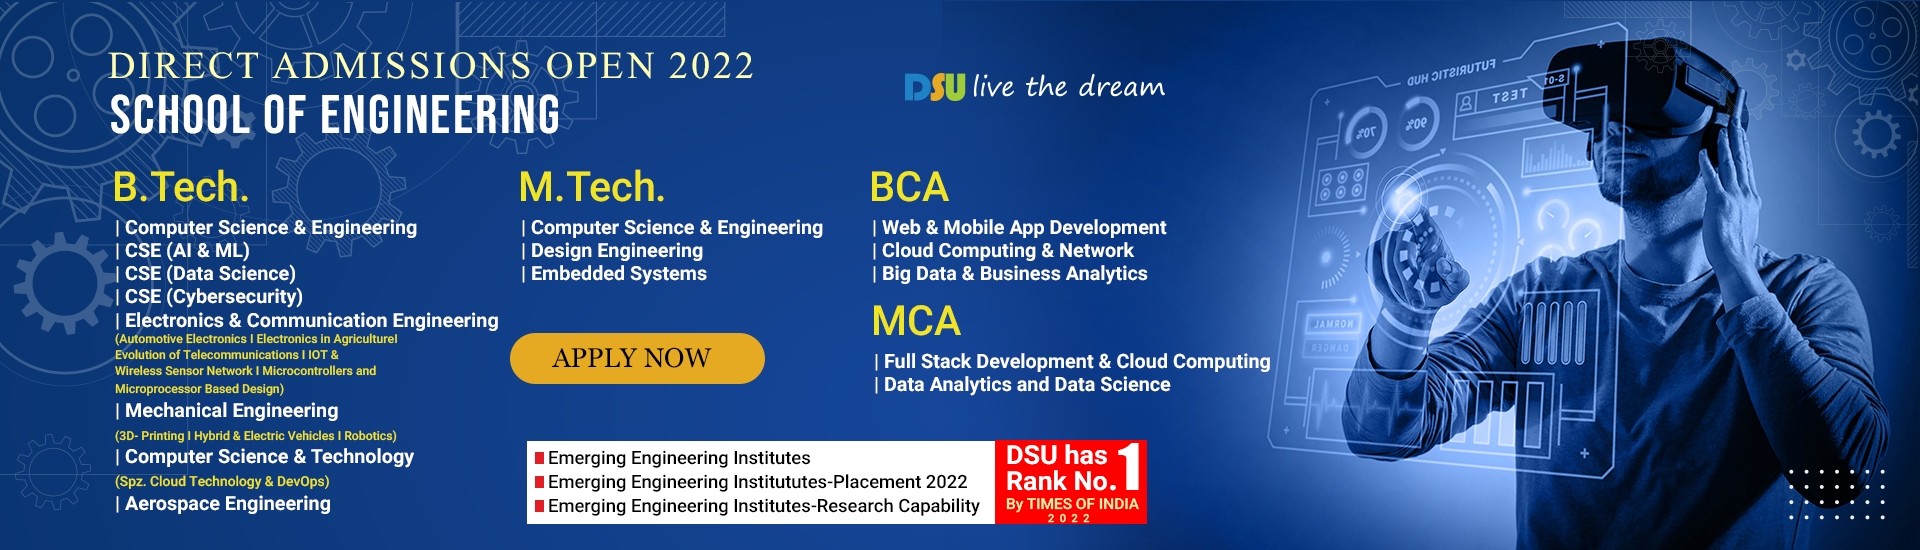 DIRECT ADMISSIONS OPEN 2022
SCHOOL OF ENGINEERING
DSU live the dream
B.Tech.
| Computer Science & Engineering
| CSE (AI & ML)
| CSE (Data Science)
| CSE (Cybersecurity)
| Electronics & Communication Engineering
(Automotive Electronics I Electronics in Agriculturel
Evolution of Telecommunications I IOT &
Wireless Sensor Network I Microcontrollers and
Microprocessor Based Design)
| Mechanical Engineering
(3D- Printing I Hybrid & Electric Vehicles I Robotics)
| Computer Science & Technology
(Spz. Cloud Technology & DevOps)
| Aerospace Engineering
M.Tech.
| Computer Science & Engineering
| Design Engineering
| Embedded Systems
APPLY NOW
BCA
| Web & Mobile App Development
| Cloud Computing & Network
| Big Data & Business Analytics
MCA
| Full Stack Development & Cloud Computing
| Data Analytics and Data Science
Emerging Engineering Institutes
Emerging Engineering Institututes-Placement 2022
Emerging Engineering Institutes-Research Capability
DSU has
Rank No. 1
By TIMES OF INDIA
2022
FUTURISTIC HUD
S-01
TEST
70%
90%
NORMAL
DANGER